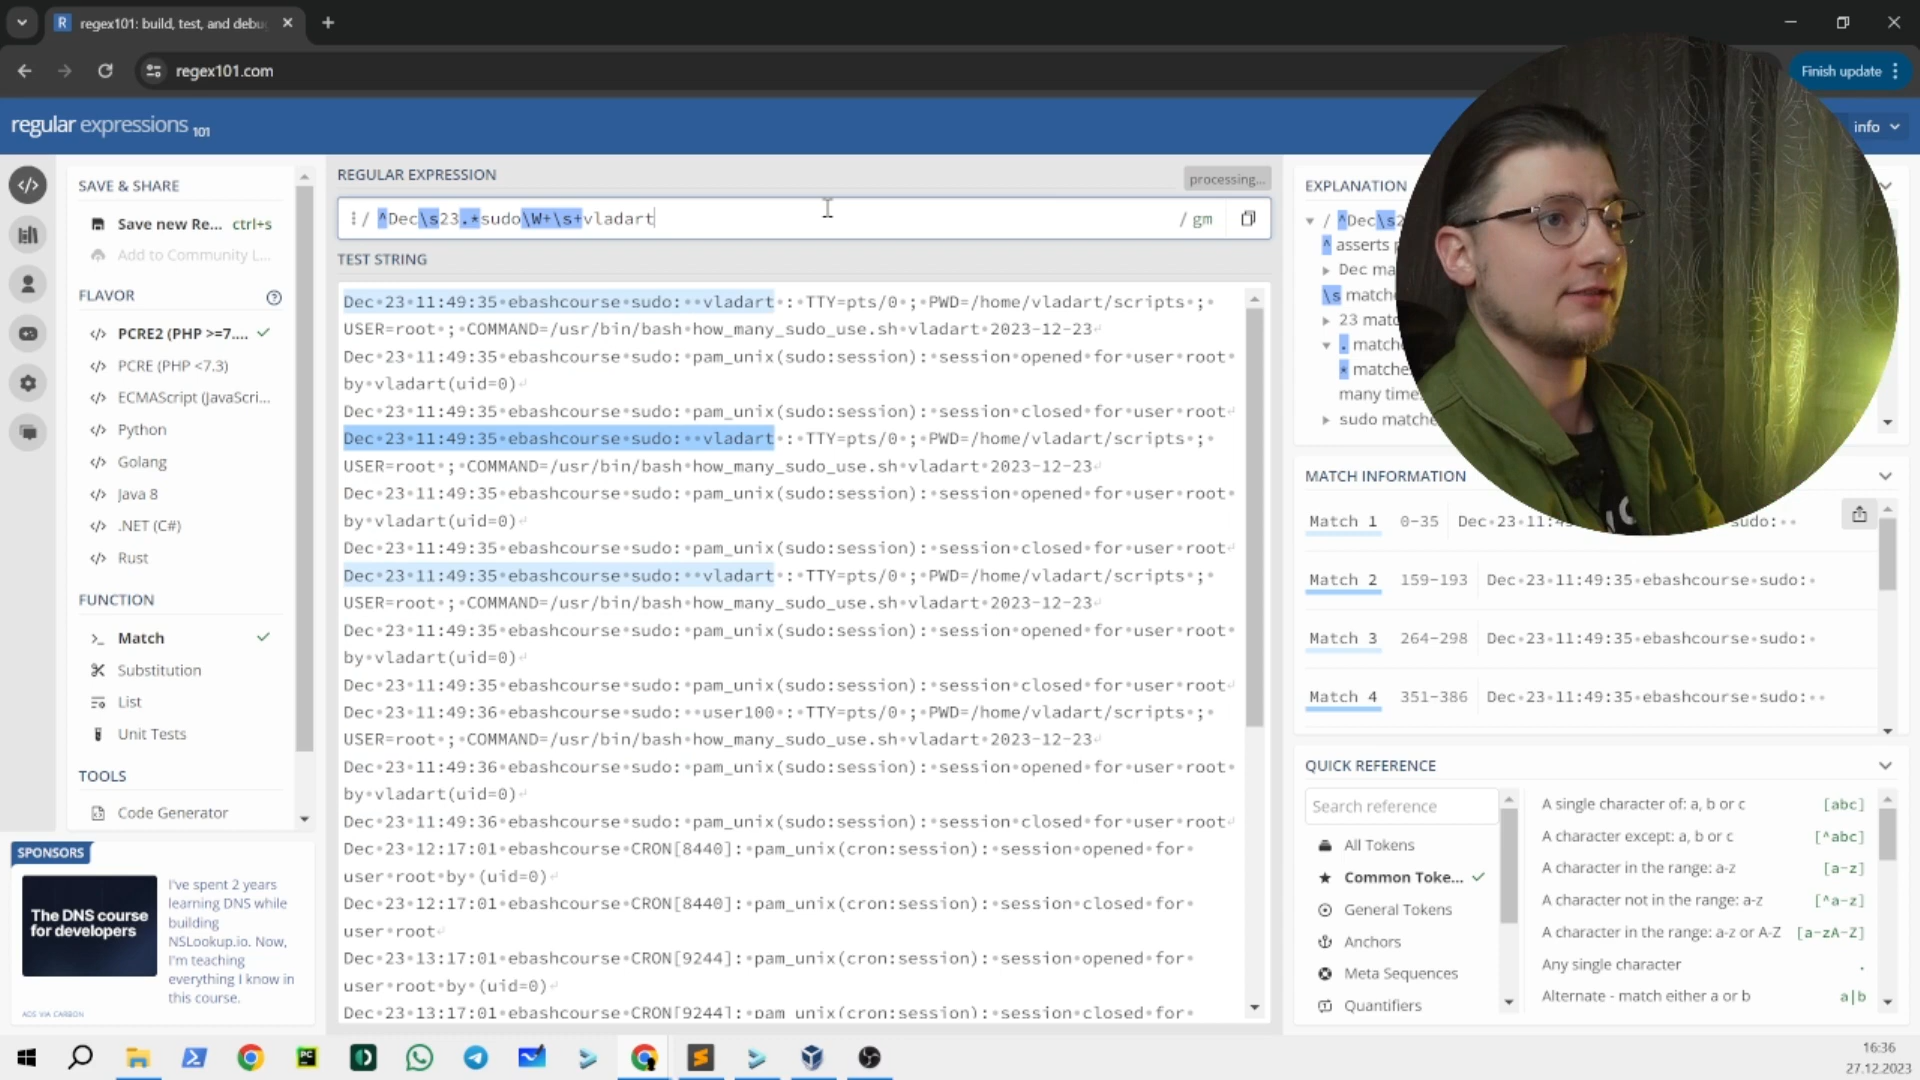 regex101: build, test, and debu
regex101.com
Finish update
regular expressions 101
info
SAVE & SHARE
Save new Re... ctrl+s
Add to Community L...
FLAVOR
PCRE2 (PHP >=7....
PCRE (PHP <7.3)
ECMAScript (JavaScri...
Python
Golang
Java 8
.NET (C#)
Rust
FUNCTION
Match
Substitution
List
Unit Tests
TOOLS
Code Generator
SPONSORS
The DNS course
for developers
I've spent 2 years
learning DNS while
building
NSLookup.io. Now,
I'm teaching
everything I know in
this course.
ADS VIA CARBON
REGULAR EXPRESSION
processing...
/ ^Dec\s23.*sudo\W+\s+vladart / gm
TEST STRING
Dec•23•11:49:35•ebashcourse•sudo:••vladart•:•TTY=pts/0•;•PWD=/home/vladart/scripts•;•
USER=root•;•COMMAND=/usr/bin/bash•how_many_sudo_use.sh•vladart•2023-12-23
Dec•23•11:49:35•ebashcourse•sudo:•pam_unix(sudo:session):•session•opened•for•user•root•
by•vladart(uid=0)
Dec•23•11:49:35•ebashcourse•sudo:•pam_unix(sudo:session):•session•closed•for•user•root
Dec•23•11:49:35•ebashcourse•sudo:••vladart•:•TTY=pts/0•;•PWD=/home/vladart/scripts•;•
USER=root•;•COMMAND=/usr/bin/bash•how_many_sudo_use.sh•vladart•2023-12-23
Dec•23•11:49:35•ebashcourse•sudo:•pam_unix(sudo:session):•session•opened•for•user•root•
by•vladart(uid=0)
Dec•23•11:49:35•ebashcourse•sudo:•pam_unix(sudo:session):•session•closed•for•user•root
Dec•23•11:49:35•ebashcourse•sudo:••vladart•:•TTY=pts/0•;•PWD=/home/vladart/scripts•;•
USER=root•;•COMMAND=/usr/bin/bash•how_many_sudo_use.sh•vladart•2023-12-23
Dec•23•11:49:35•ebashcourse•sudo:•pam_unix(sudo:session):•session•opened•for•user•root•
by•vladart(uid=0)
Dec•23•11:49:35•ebashcourse•sudo:•pam_unix(sudo:session):•session•closed•for•user•root
Dec•23•11:49:36•ebashcourse•sudo:••user100•:•TTY=pts/0•;•PWD=/home/vladart/scripts•;•
USER=root•;•COMMAND=/usr/bin/bash•how_many_sudo_use.sh•vladart•2023-12-23
Dec•23•11:49:36•ebashcourse•sudo:•pam_unix(sudo:session):•session•opened•for•user•root•
by•vladart(uid=0)
Dec•23•11:49:36•ebashcourse•sudo:•pam_unix(sudo:session):•session•closed•for•user•root
Dec•23•12:17:01•ebashcourse•CRON[8440]:•pam_unix(cron:session):•session•opened•for•
user•root•by•(uid=0)
Dec•23•12:17:01•ebashcourse•CRON[8440]:•pam_unix(cron:session):•session•closed•for•
user•root
Dec•23•13:17:01•ebashcourse•CRON[9244]:•pam_unix(cron:session):•session•opened•for•
user•root•by•(uid=0)
Dec•23•13:17:01•ebashcourse•CRON[9244]:•pam_unix(cron:session):•session•closed•for•
EXPLANATION
/ ^Dec\s2
^ asserts p
Dec ma
\s match
23 mat
. match
* matche
many time
sudo match
MATCH INFORMATION
Match 1 0-35 Dec•23•11:4 sudo:••
Match 2 159-193 Dec•23•11:49:35•ebashcourse•sudo:•
Match 3 264-298 Dec•23•11:49:35•ebashcourse•sudo:•
Match 4 351-386 Dec•23•11:49:35•ebashcourse•sudo:••
QUICK REFERENCE
Search reference
All Tokens
Common Toke...
General Tokens
Anchors
Meta Sequences
Quantifiers
A single character of: a, b or c [abc]
A character except: a, b or c [^abc]
A character in the range: a-z [a-z]
A character not in the range: a-z [^a-z]
A character in the range: a-z or A-Z [a-zA-Z]
Any single character .
Alternate - match either a or b a|b
16:36
27.12.2023